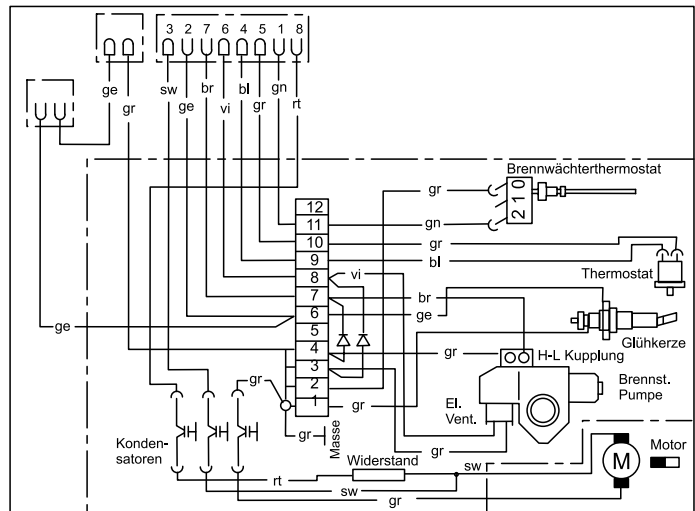 3 2 7 6 4 5 1 8
ge gr sw ge br vi bl gr gn rt
Brennwächterthermostat
gr
2 1 0
gn
12
11
10
9
8
7
6
5
4
3
2
1
gr
bl
Thermostat
vi
br
ge
ge
Glühkerze
gr
H-L Kupplung
Brennst.
Pumpe
El.
Vent.
gr
gr
gr
Masse
gr
Konden-
satoren
Widerstand
sw
Motor
M
rt
sw
gr